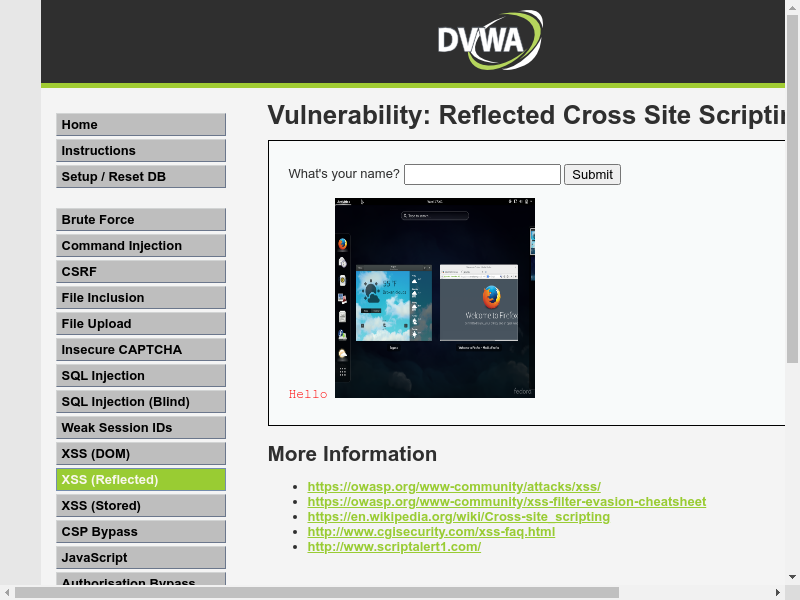 DVWA
Home
Instructions
Setup / Reset DB
Brute Force
Command Injection
CSRF
File Inclusion
File Upload
Insecure CAPTCHA
SQL Injection
SQL Injection (Blind)
Weak Session IDs
XSS (DOM)
XSS (Reflected)
XSS (Stored)
CSP Bypass
JavaScript
Authorisation Bypass
Vulnerability: Reflected Cross Site Scriptin
What's your name? Submit
Welcome to Firefox
fedora
Hello
More Information
https://owasp.org/www-community/attacks/xss/
https://owasp.org/www-community/xss-filter-evasion-cheatsheet
https://en.wikipedia.org/wiki/Cross-site_scripting
http://www.cgisecurity.com/xss-faq.html
http://www.scriptalert1.com/